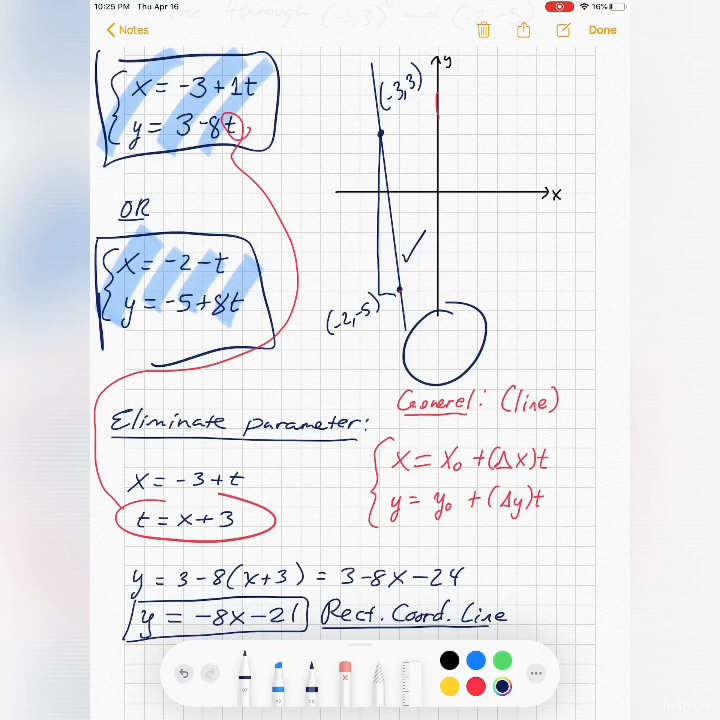 10:25 PM Thu Apr 16
16%
Notes
Done
x = -3+1t
y = 3-8t
OR
x = -2-t
y = -5+8t
(-3,3)
y
x
(-2,-5)
Generel: (line)
x = x₀ + (Δx)t
y = y₀ + (Δy)t
Eliminate parameter:
x = -3+t
t = x+3
y = 3-8(x+3) = 3-8x-24
y = -8x-21 Rect. Coord. Line